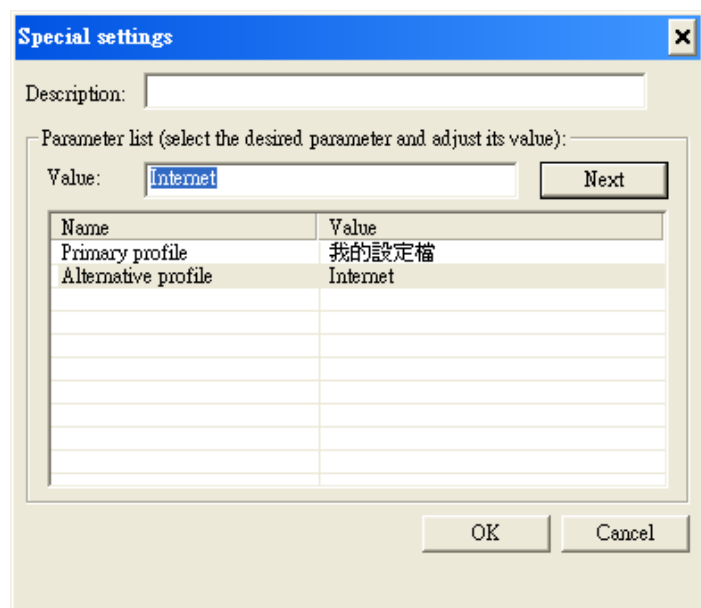 Special settings
Description:
Parameter list (select the desired parameter and adjust its value):
Value: Internet Next
Name Value
Primary profile 我的設定檔
Alternative profile Internet
OK Cancel